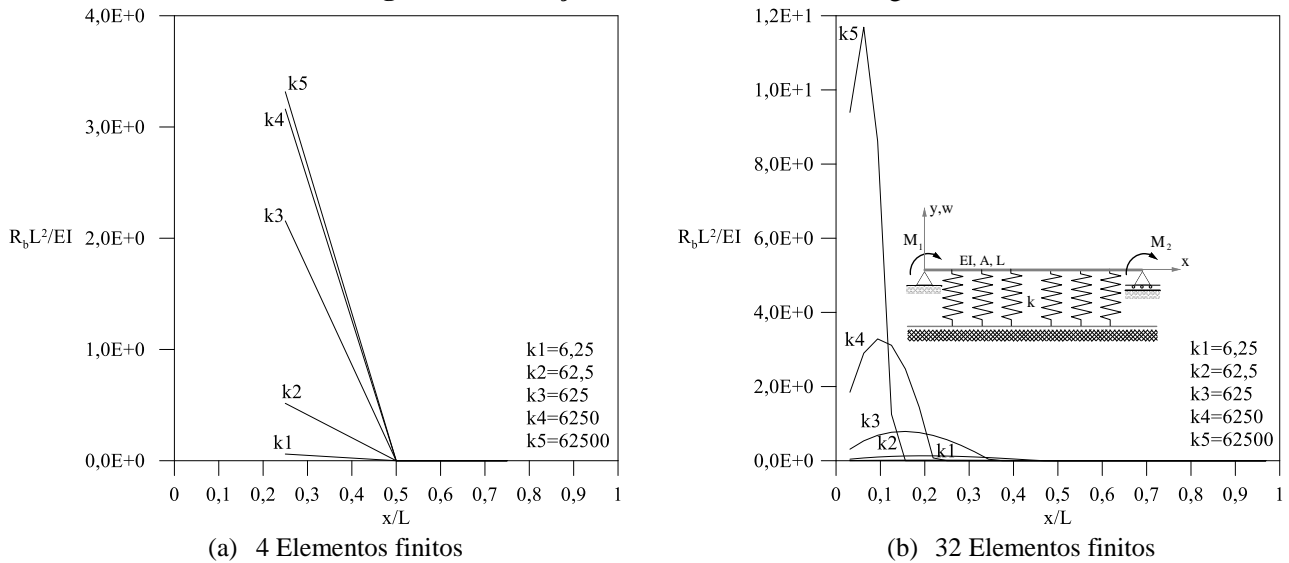 4,0E+0
3,0E+0
2,0E+0
1,0E+0
0,0E+0
R_bL²/EI
k5
k4
k3
k2
k1
k1=6,25
k2=62,5
k3=625
k4=6250
k5=62500
0 0,1 0,2 0,3 0,4 0,5 0,6 0,7 0,8 0,9 1
x/L
(a) 4 Elementos finitos
1,2E+1
1,0E+1
8,0E+0
6,0E+0
4,0E+0
2,0E+0
0,0E+0
R_bL²/EI
k5
k4
k3
k2
k1
y,w
M₁
M₂
x
EI, A, L
k
k1=6,25
k2=62,5
k3=625
k4=6250
k5=62500
0 0,1 0,2 0,3 0,4 0,5 0,6 0,7 0,8 0,9 1
x/L
(b) 32 Elementos finitos